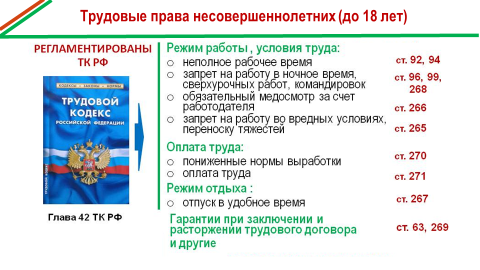 Трудовые права несовершеннолетних (до 18 лет)
РЕГЛАМЕНТИРОВАНЫ
ТК РФ
КОДЕКСЫ • ЗАКОНЫ • НОРМЫ
ТРУДОВОЙ
КОДЕКС
РОССИЙСКОЙ ФЕДЕРАЦИИ
Глава 42 ТК РФ
Режим работы , условия труда:
o неполное рабочее время
ст. 92, 94
o запрет на работу в ночное время,
сверхурочных работ, командировок
ст. 96, 99,
268
o обязательный медосмотр за счет
работодателя
ст. 266
o запрет на работу во вредных условиях,
переноску тяжестей
ст. 265
Оплата труда:
o пониженные нормы выработки
ст. 270
o оплата труда
ст. 271
Режим отдыха :
o отпуск в удобное время
ст. 267
Гарантии при заключении и
расторжении трудового договора
и другие
ст. 63, 269